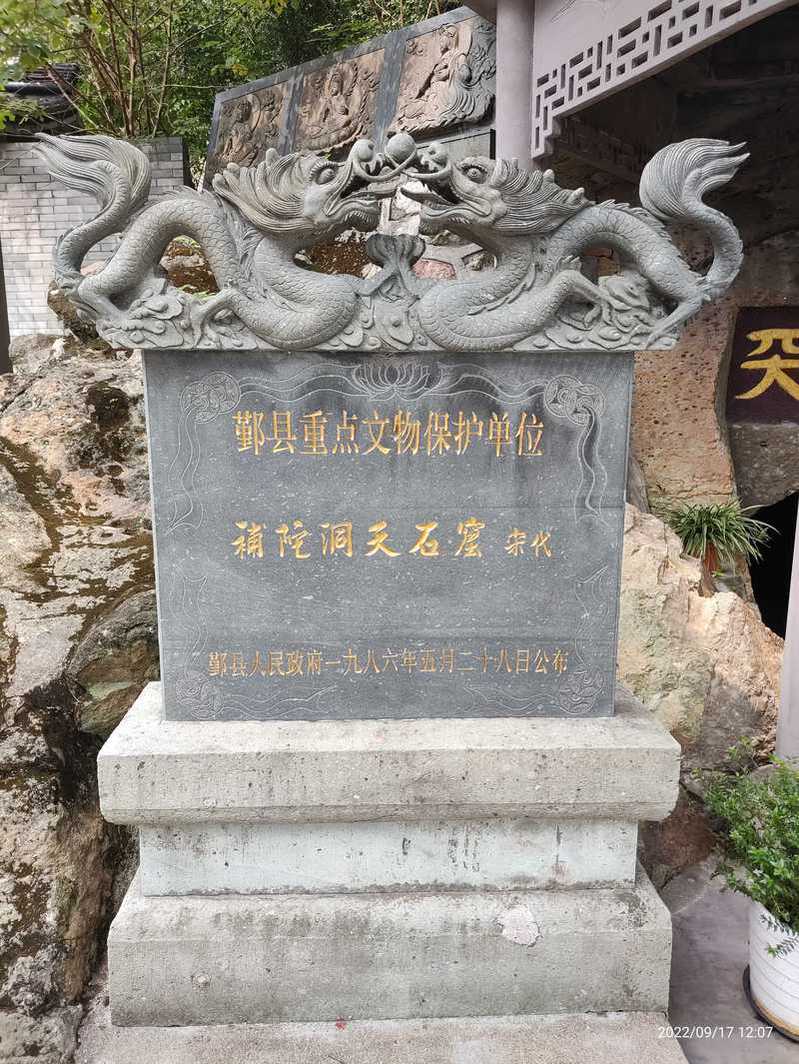 鄞县重点文物保护单位
補陀洞天石窟 宋代
鄞县人民政府一九八六年五月二十八日公布
天
2022/09/17 12:07